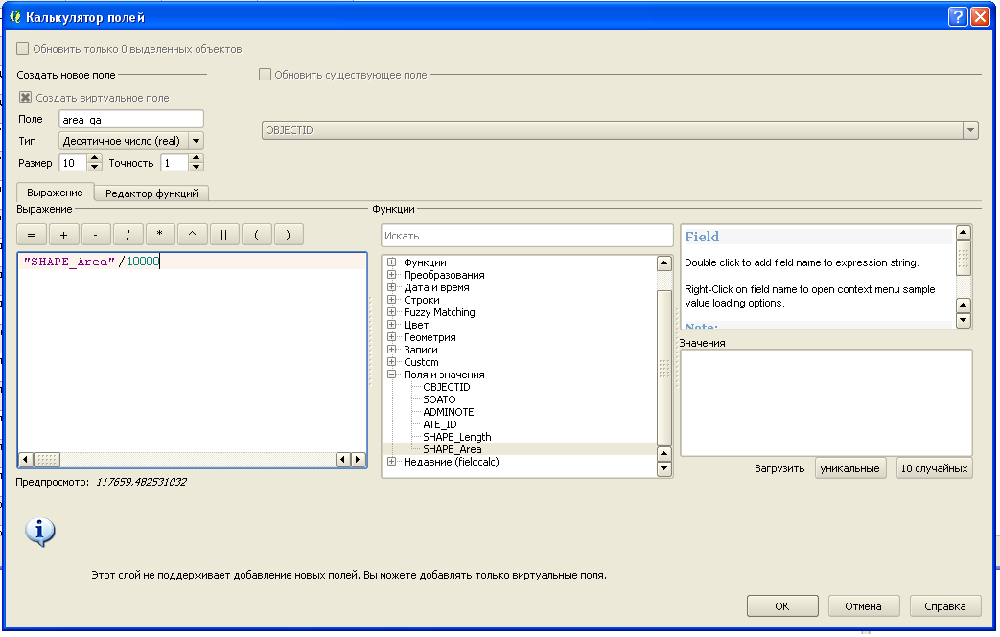 Калькулятор полей
Обновить только 0 выделенных объектов
Создать новое поле
Обновить существующее поле
Создать виртуальное поле
Поле area_ga
OBJECTID
Тип Десятичное число (real)
Размер 10 Точность 1
Выражение Редактор функций
Выражение
= + - / * ^ || ( )
"SHAPE_Area" /10000
Предпросмотр: 117659.482531032
Функции
Искать
Функции
Преобразования
Дата и время
Строки
Fuzzy Matching
Цвет
Геометрия
Записи
Custom
Поля и значения
OBJECTID
SOATO
ADMINOTE
ATE_ID
SHAPE_Length
SHAPE_Area
Недавние (fieldcalc)
Field
Double click to add field name to expression string.
Right-Click on field name to open context menu sample
value loading options.
Note:
Значения
Загрузить уникальные 10 случайных
Этот слой не поддерживает добавление новых полей. Вы можете добавлять только виртуальные поля.
OK Отмена Справка